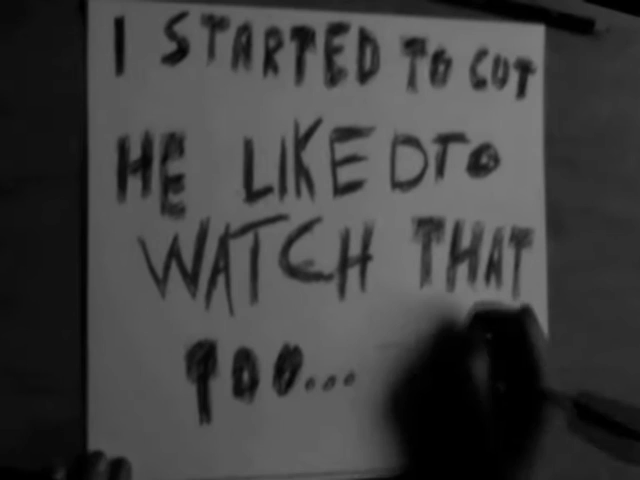 I STARTED TO CUT
HE LIKED TO
WATCH THAT
TOO...